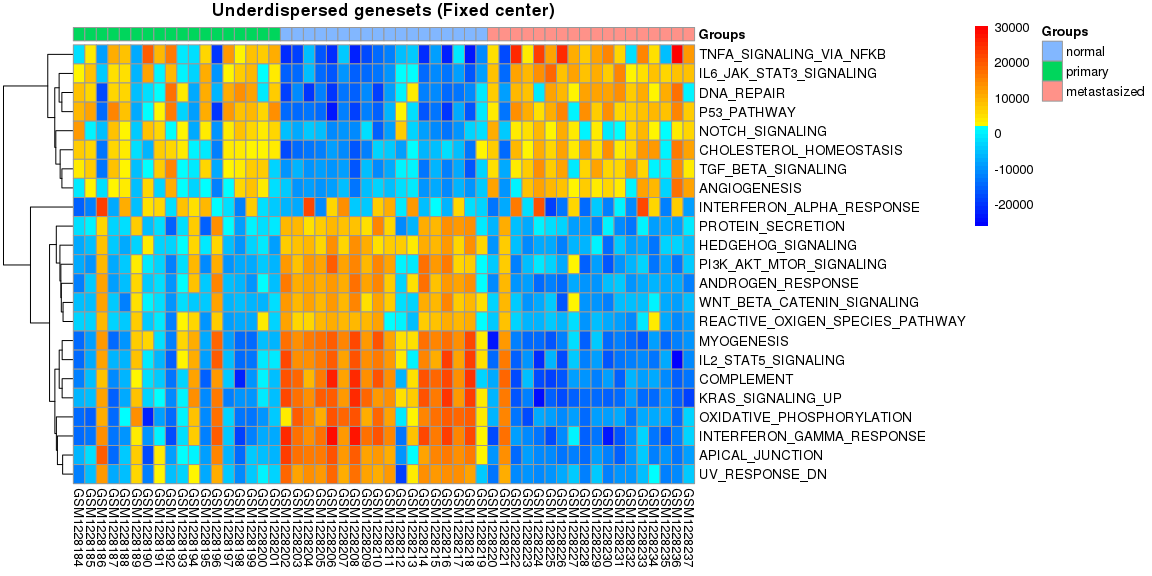 Underdispersed genesets (Fixed center)
Groups
TNFA_SIGNALING_VIA_NFKB
IL6_JAK_STAT3_SIGNALING
DNA_REPAIR
P53_PATHWAY
NOTCH_SIGNALING
CHOLESTEROL_HOMEOSTASIS
TGF_BETA_SIGNALING
ANGIOGENESIS
INTERFERON_ALPHA_RESPONSE
PROTEIN_SECRETION
HEDGEHOG_SIGNALING
PI3K_AKT_MTOR_SIGNALING
ANDROGEN_RESPONSE
WNT_BETA_CATENIN_SIGNALING
REACTIVE_OXIGEN_SPECIES_PATHWAY
MYOGENESIS
IL2_STAT5_SIGNALING
COMPLEMENT
KRAS_SIGNALING_UP
OXIDATIVE_PHOSPHORYLATION
INTERFERON_GAMMA_RESPONSE
APICAL_JUNCTION
UV_RESPONSE_DN
30000
20000
10000
0
-10000
-20000
Groups
normal
primary
metastasized
GSM1228184
GSM1228185
GSM1228186
GSM1228187
GSM1228188
GSM1228189
GSM1228190
GSM1228191
GSM1228192
GSM1228193
GSM1228194
GSM1228195
GSM1228196
GSM1228197
GSM1228198
GSM1228199
GSM1228200
GSM1228201
GSM1228202
GSM1228203
GSM1228204
GSM1228205
GSM1228206
GSM1228207
GSM1228208
GSM1228209
GSM1228210
GSM1228211
GSM1228212
GSM1228213
GSM1228214
GSM1228215
GSM1228216
GSM1228217
GSM1228218
GSM1228219
GSM1228220
GSM1228221
GSM1228222
GSM1228223
GSM1228224
GSM1228225
GSM1228226
GSM1228227
GSM1228228
GSM1228229
GSM1228230
GSM1228231
GSM1228232
GSM1228233
GSM1228234
GSM1228235
GSM1228236
GSM1228237